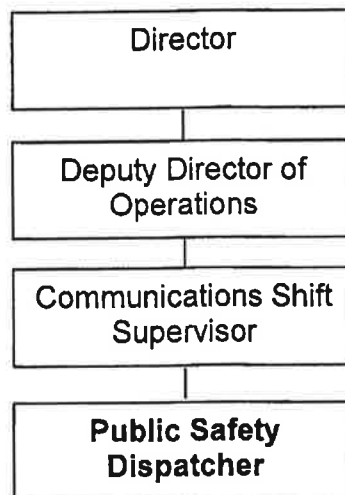 Director
Deputy Director of
Operations
Communications Shift
Supervisor
Public Safety
Dispatcher